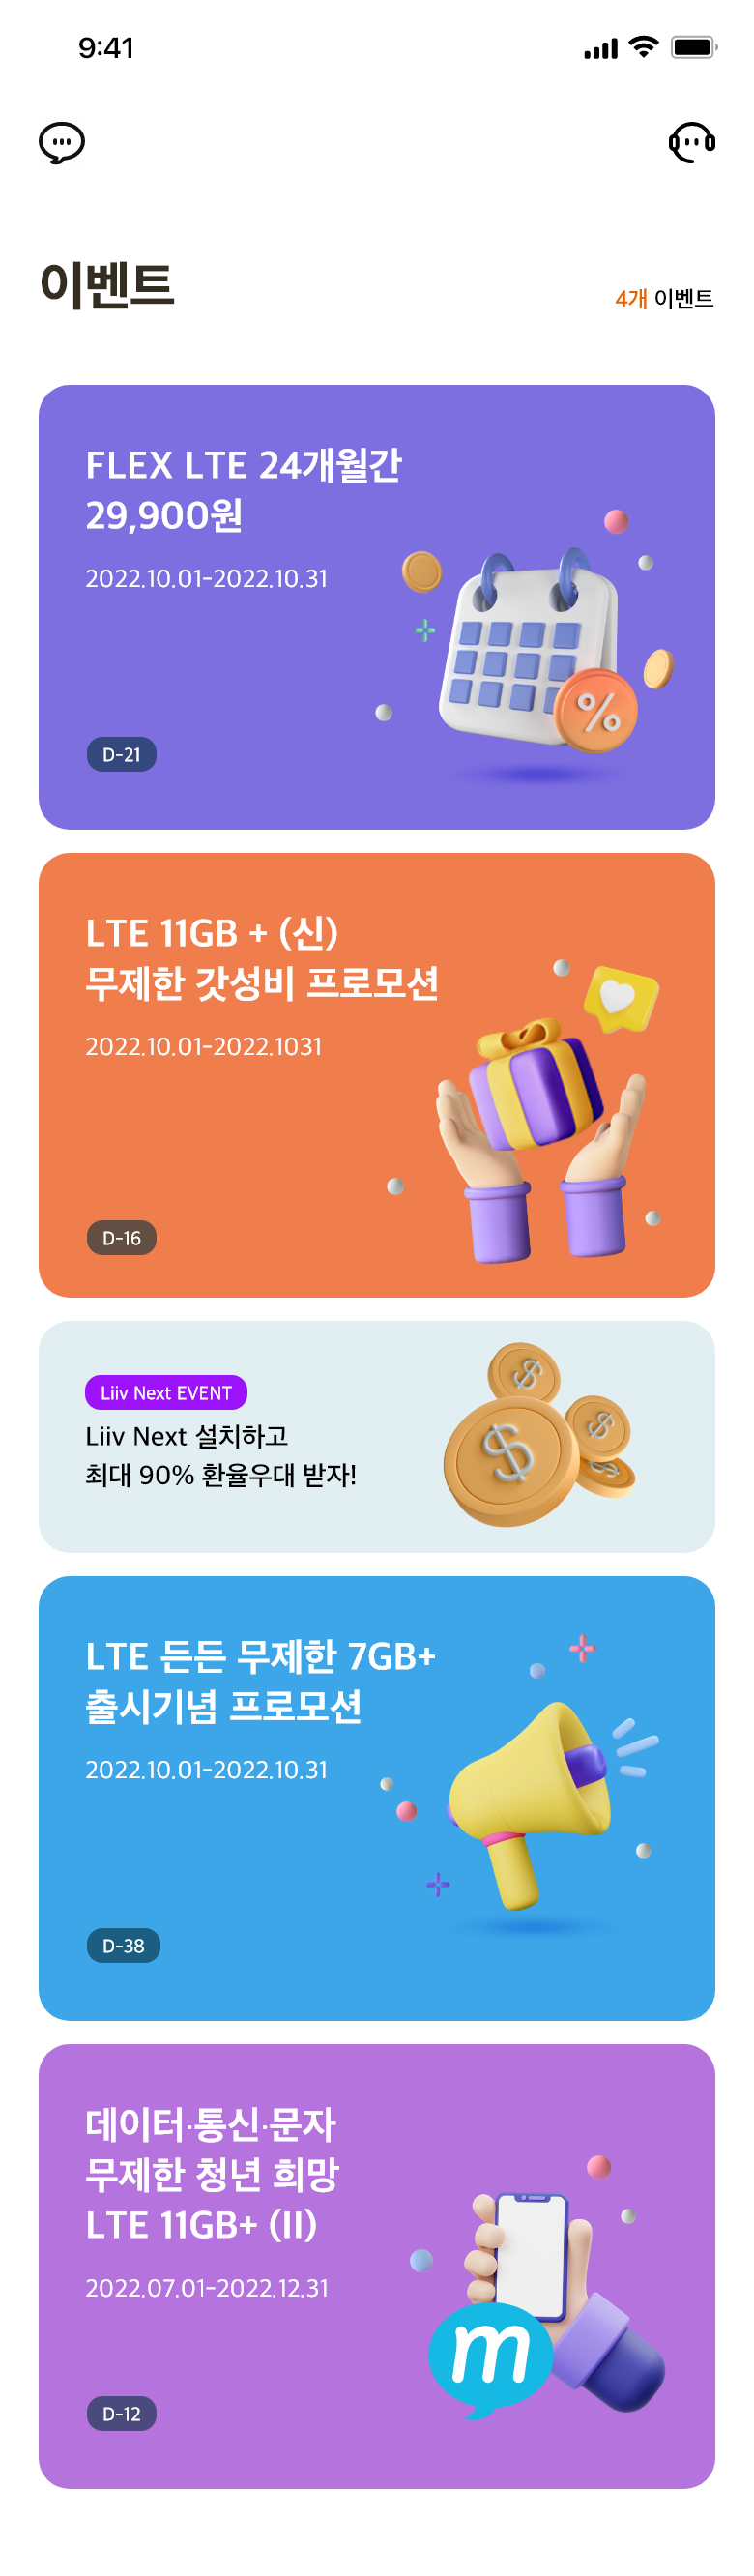 9:41
이벤트
4개 이벤트
FLEX LTE 24개월간
29,900원
2022.10.01-2022.10.31
D-21
LTE 11GB + (신)
무제한 갓성비 프로모션
2022.10.01-2022.1031
D-16
Liiv Next EVENT
Liiv Next 설치하고
최대 90% 환율우대 받자!
LTE 든든 무제한 7GB+
출시기념 프로모션
2022.10.01-2022.10.31
D-38
데이터·통신·문자
무제한 청년 희망
LTE 11GB+ (II)
2022.07.01-2022.12.31
m
D-12